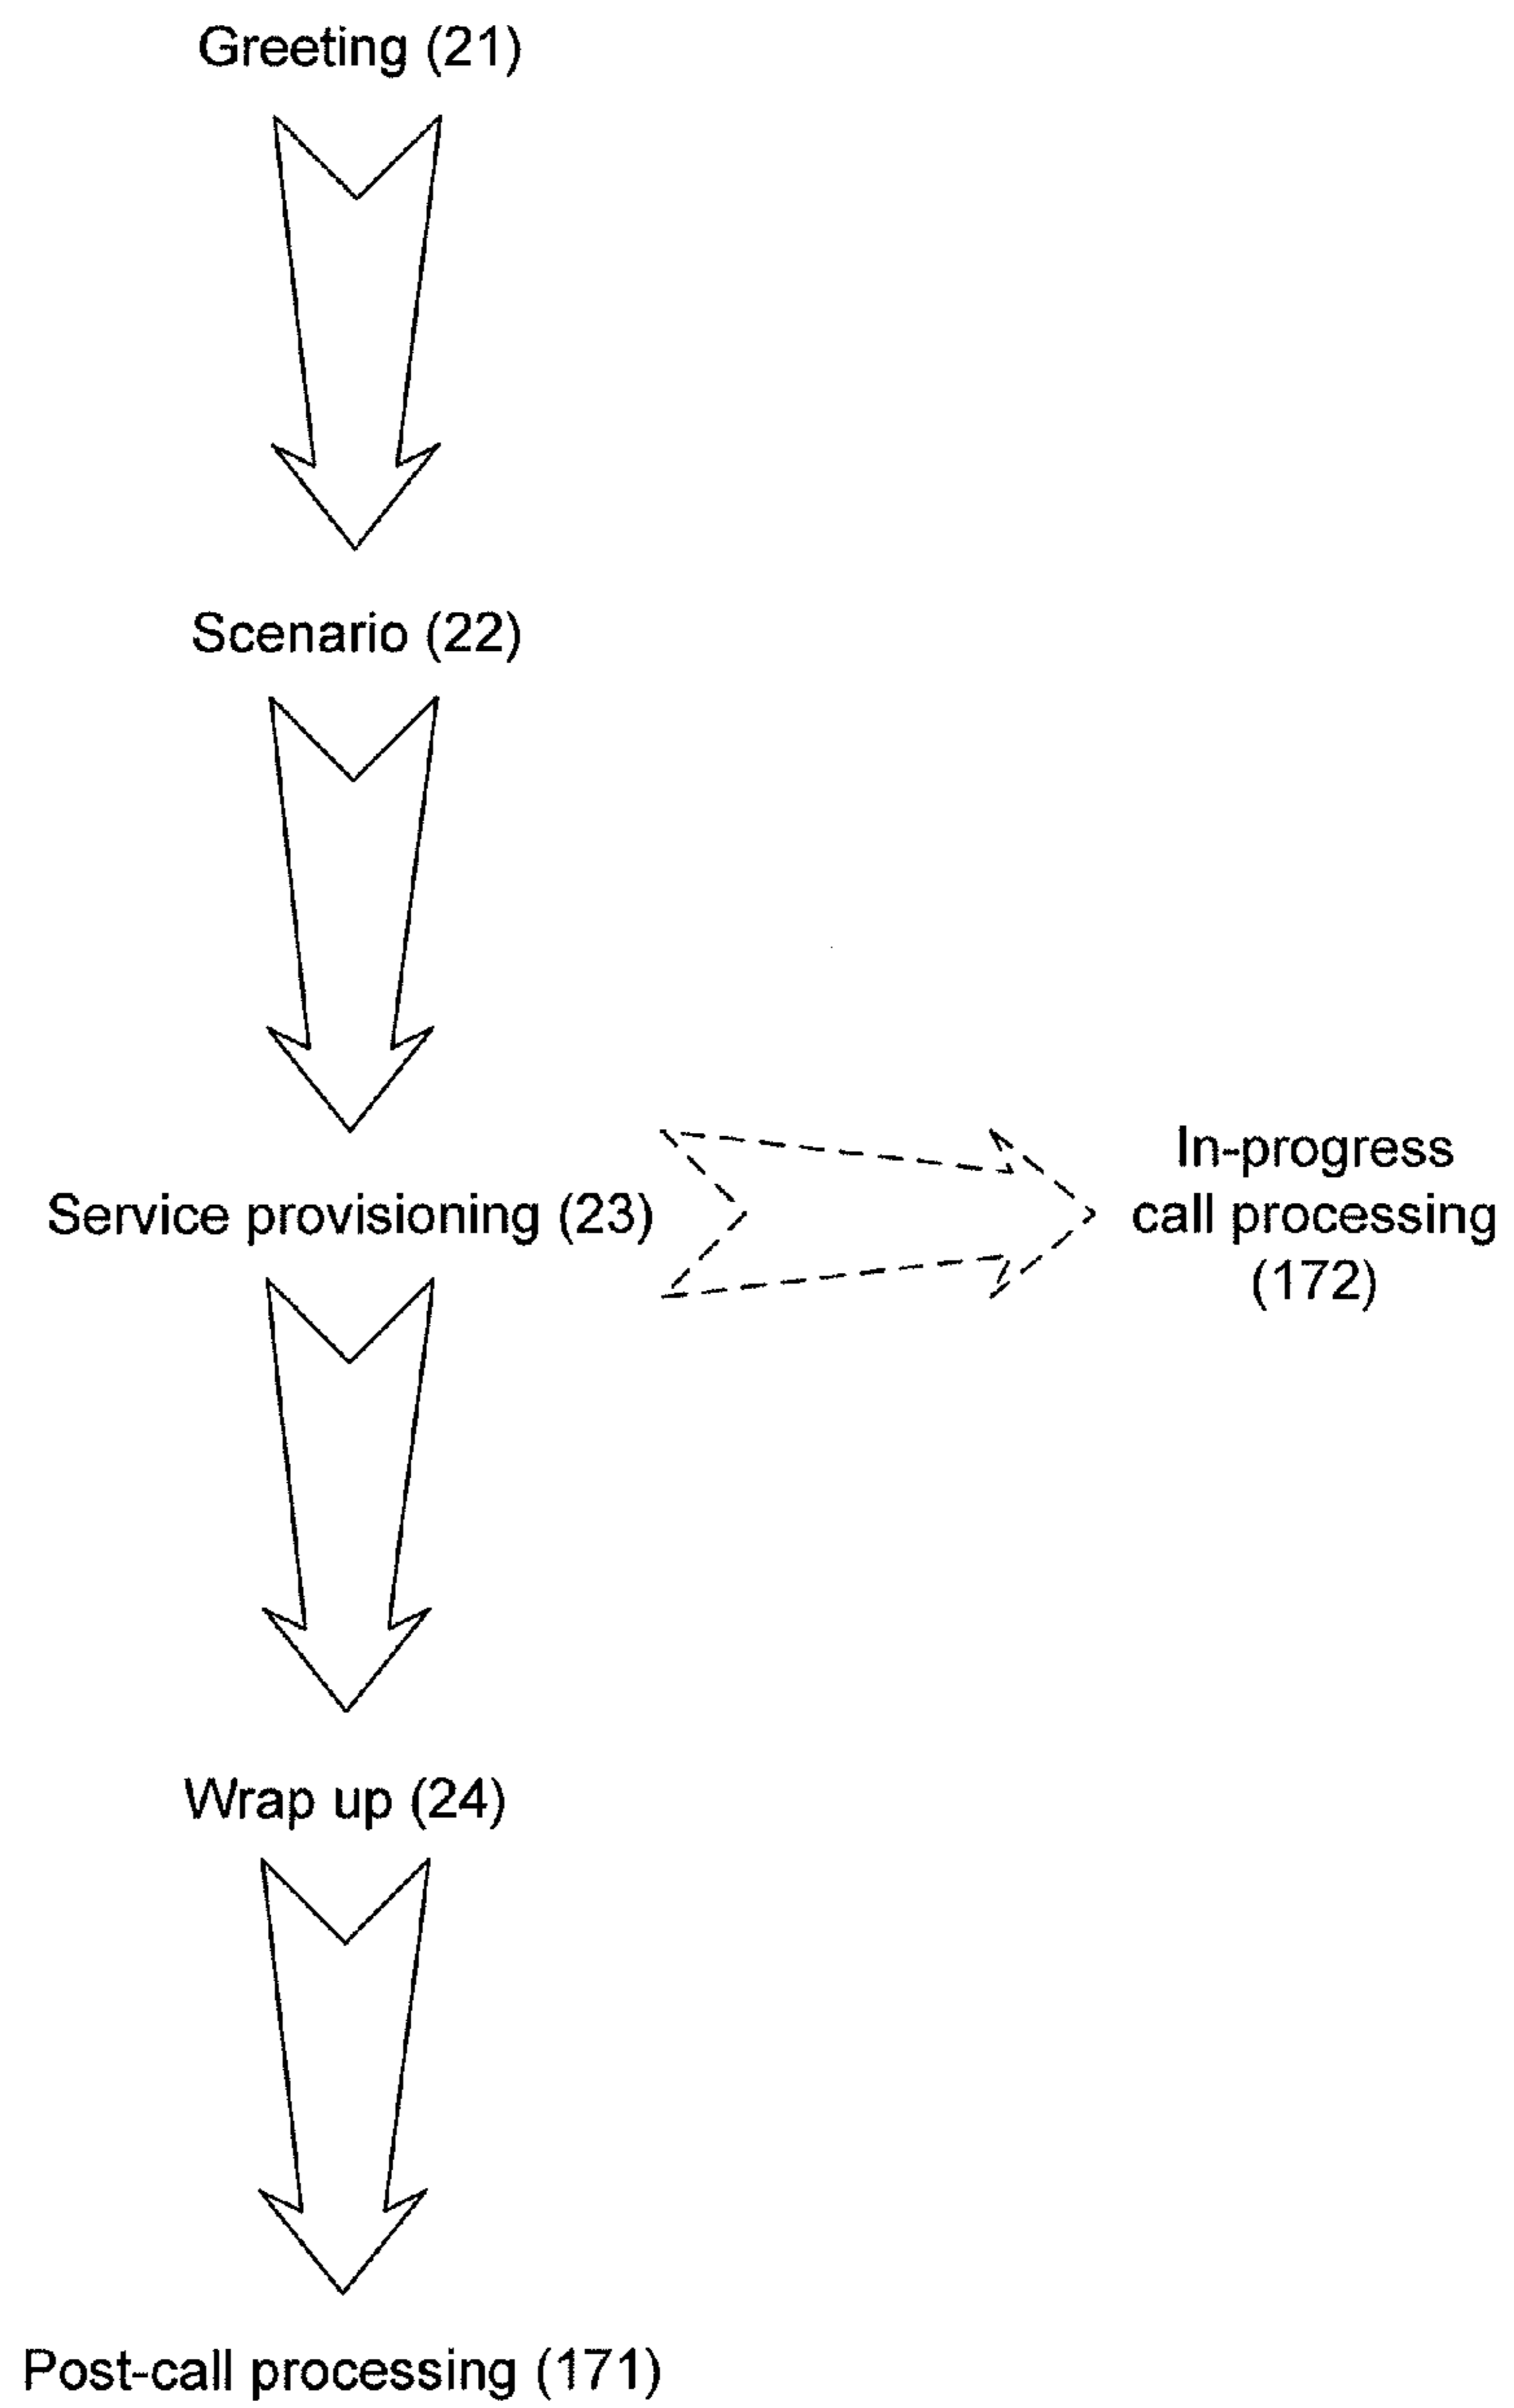 Greeting (21)
Scenario (22)
Service provisioning (23)
In-progress
call processing
(172)
Wrap up (24)
Post-call processing (171)